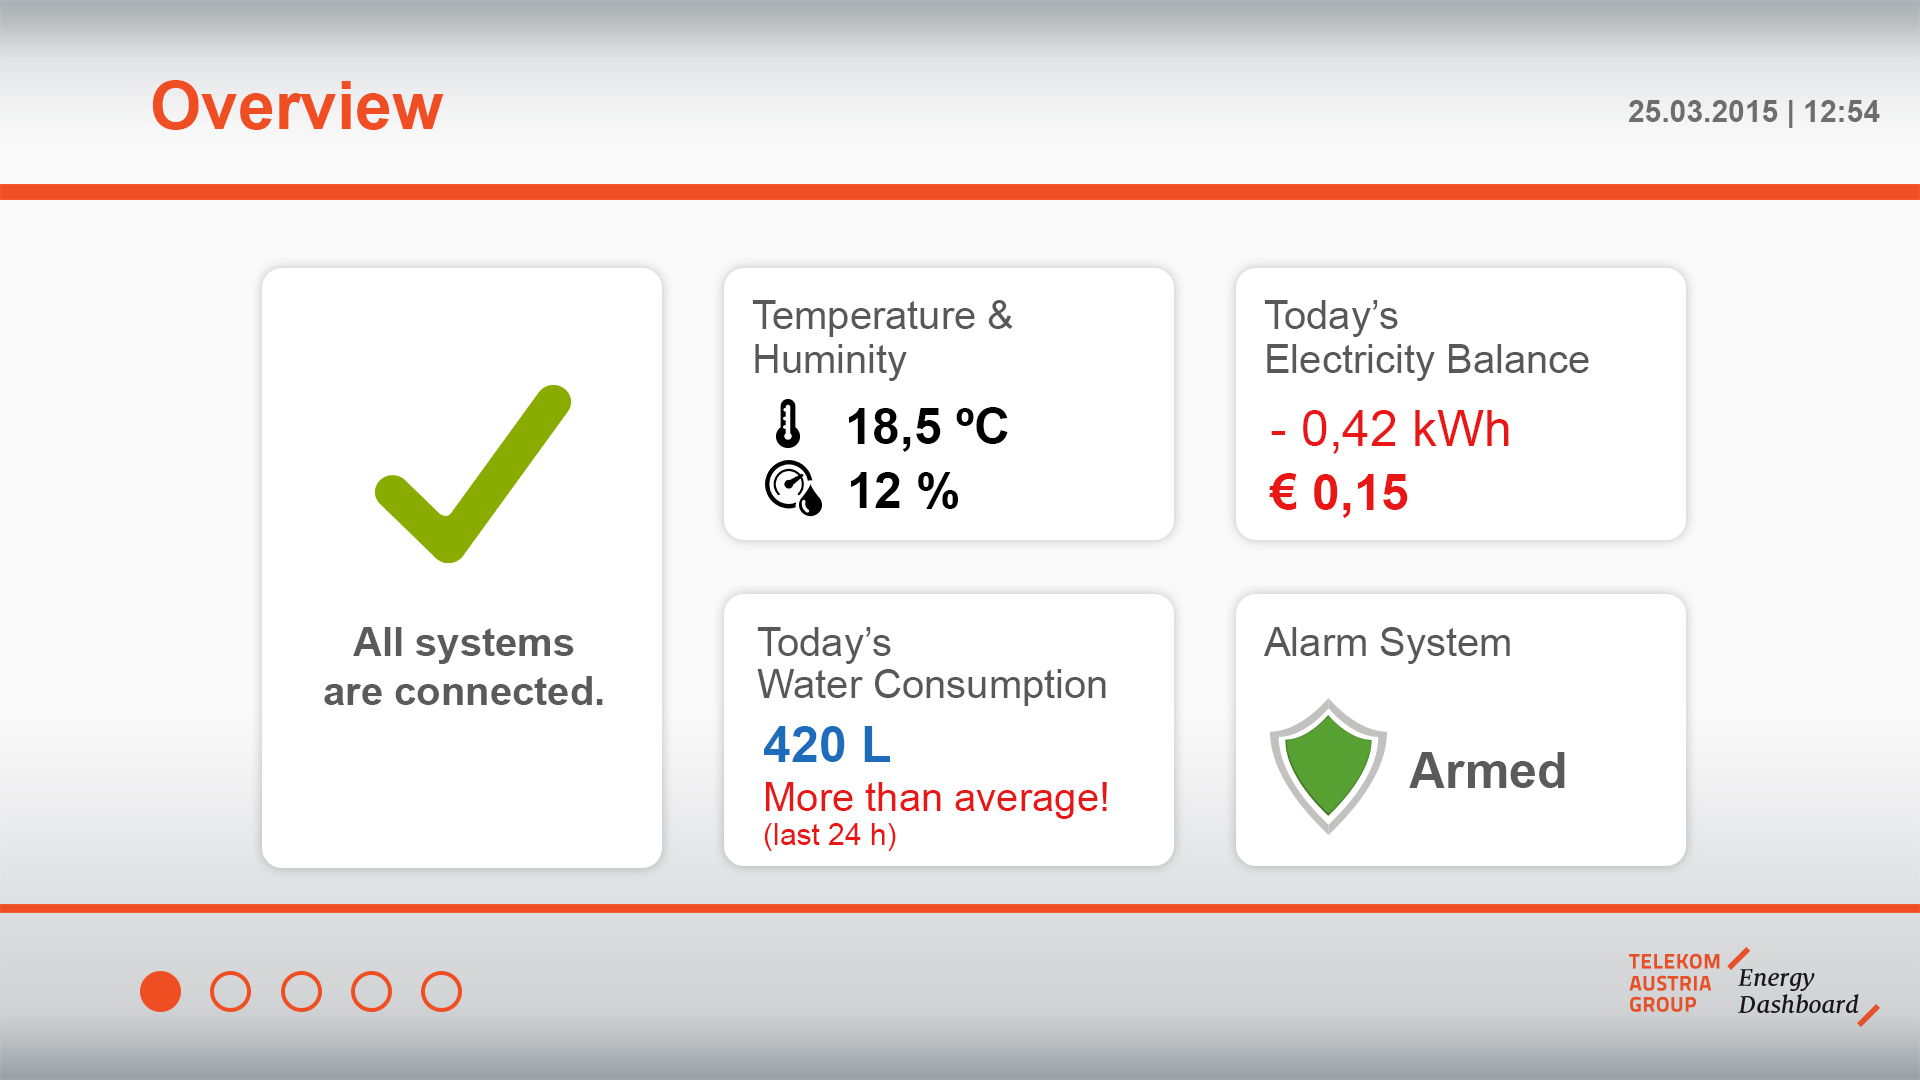 Overview
25.03.2015 | 12:54
All systems
are connected.
Temperature &
Huminity
18,5 ºC
12 %
Today’s
Electricity Balance
- 0,42 kWh
€ 0,15
Today’s
Water Consumption
420 L
More than average!
(last 24 h)
Alarm System
Armed
TELEKOM
AUSTRIA
GROUP
Energy
Dashboard